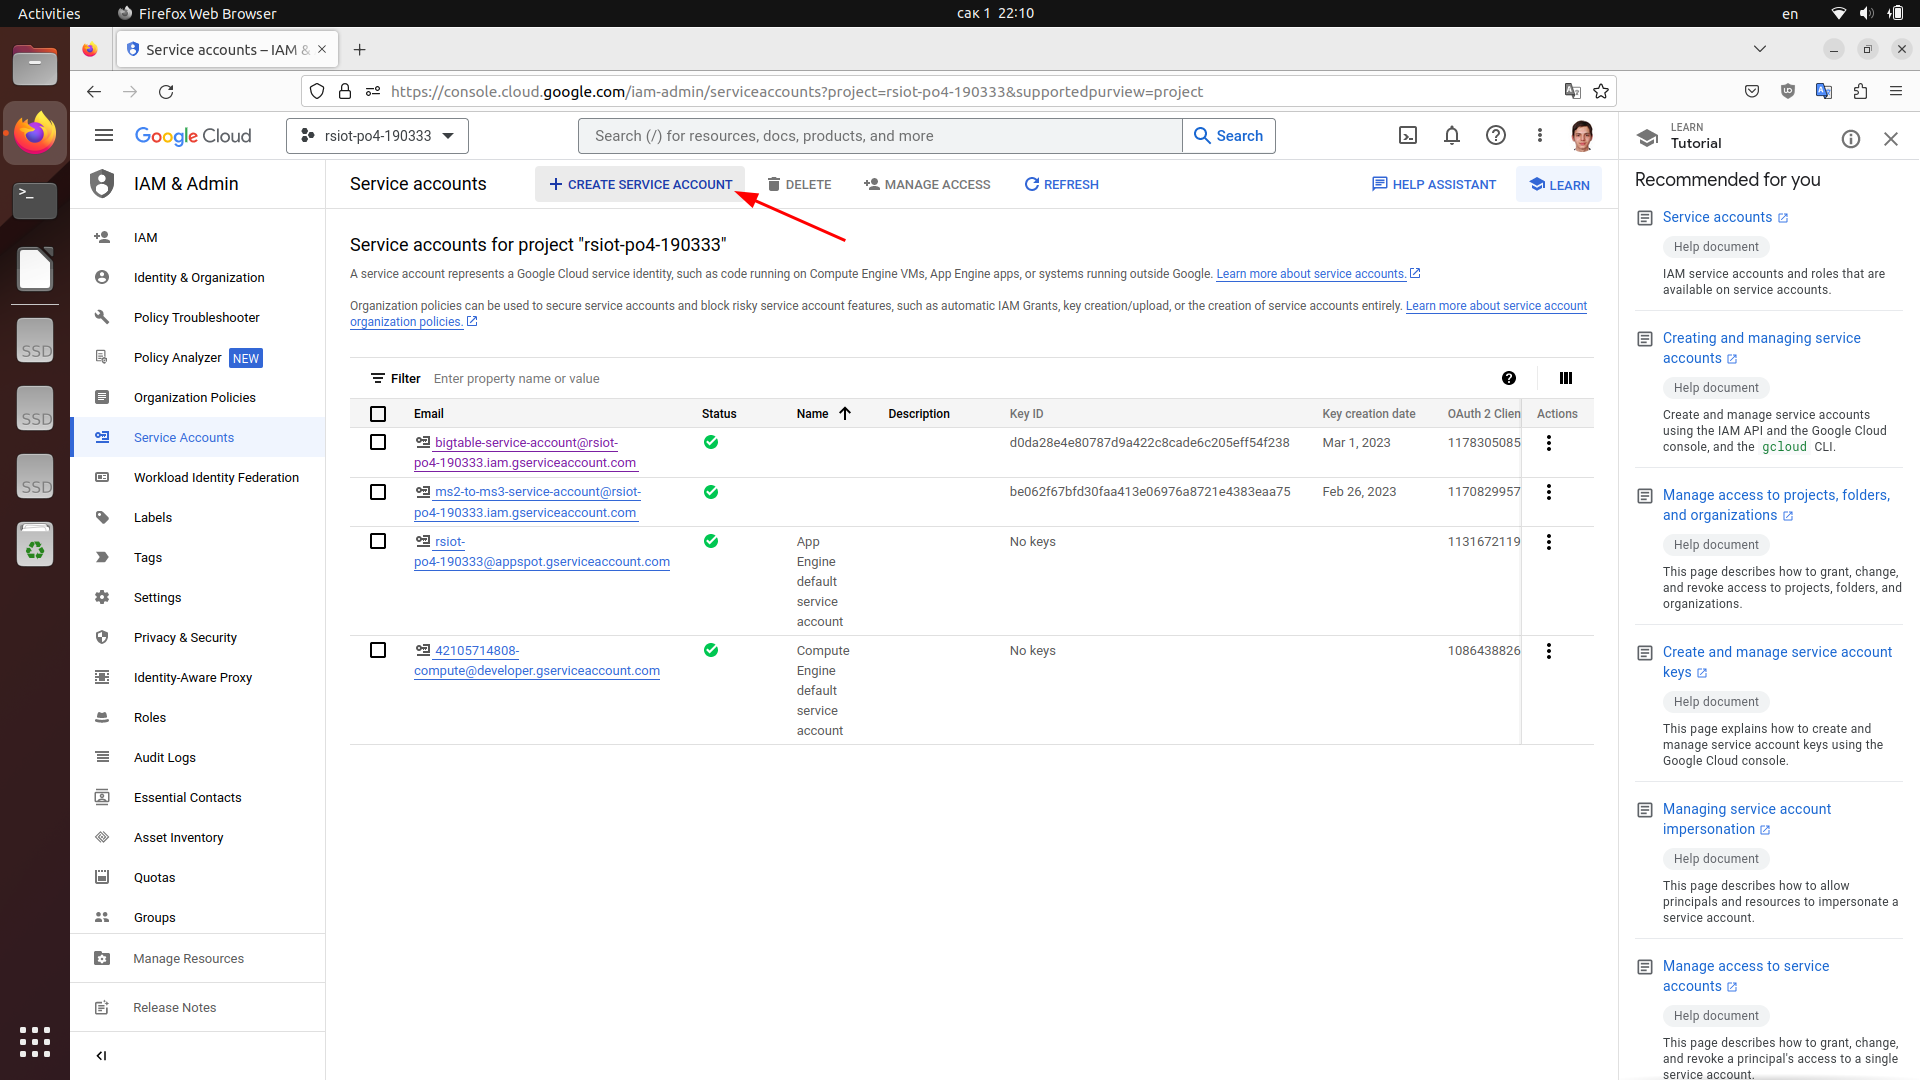 Activities
Firefox Web Browser
сак 1 22:10
en
Service accounts – IAM &
https://console.cloud.google.com/iam-admin/serviceaccounts?project=rsiot-po4-190333&supportedpurview=project
Google Cloud
rsiot-po4-190333
Search (/) for resources, docs, products, and more
Search
LEARN
Tutorial
IAM & Admin
Service accounts
CREATE SERVICE ACCOUNT
DELETE
MANAGE ACCESS
REFRESH
HELP ASSISTANT
LEARN
IAM
Identity & Organization
Policy Troubleshooter
Policy Analyzer NEW
Organization Policies
Service Accounts
Workload Identity Federation
Labels
Tags
Settings
Privacy & Security
Identity-Aware Proxy
Roles
Audit Logs
Essential Contacts
Asset Inventory
Quotas
Groups
Manage Resources
Release Notes
SSD
SSD
SSD
Service accounts for project "rsiot-po4-190333"
A service account represents a Google Cloud service identity, such as code running on Compute Engine VMs, App Engine apps, or systems running outside Google. Learn more about service accounts.
Organization policies can be used to secure service accounts and block risky service account features, such as automatic IAM Grants, key creation/upload, or the creation of service accounts entirely. Learn more about service account
organization policies.
Filter Enter property name or value
Email Status Name Description Key ID Key creation date OAuth 2 Clien Actions
bigtable-service-account@rsiot- d0da28e4e80787d9a422c8cade6c205eff54f238 Mar 1, 2023 1178305085
po4-190333.iam.gserviceaccount.com
ms2-to-ms3-service-account@rsiot- be062f67bfd30faa413e06976a8721e4383eaa75 Feb 26, 2023 1170829957
po4-190333.iam.gserviceaccount.com
rsiot- App No keys 1131672119
po4-190333@appspot.gserviceaccount.com Engine
default
service
account
42105714808- Compute No keys 1086438826
compute@developer.gserviceaccount.com Engine
default
service
account
Recommended for you
Service accounts
Help document
IAM service accounts and roles that are
available on service accounts.
Creating and managing service
accounts
Help document
Create and manage service accounts
using the IAM API and the Google Cloud
console, and the gcloud CLI.
Manage access to projects, folders,
and organizations
Help document
This page describes how to grant, change,
and revoke access to projects, folders, and
organizations.
Create and manage service account
keys
Help document
This page explains how to create and
manage service account keys using the
Google Cloud console.
Managing service account
impersonation
Help document
This page describes how to allow
principals and resources to impersonate a
service account.
Manage access to service
accounts
Help document
This page describes how to grant, change,
and revoke a principal's access to a single
service account.